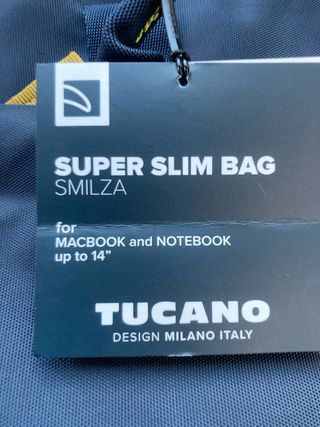 SUPER SLIM BAG
SMILZA
for
MACBOOK and NOTEBOOK
up to 14”
TUCANO
DESIGN MILANO ITALY